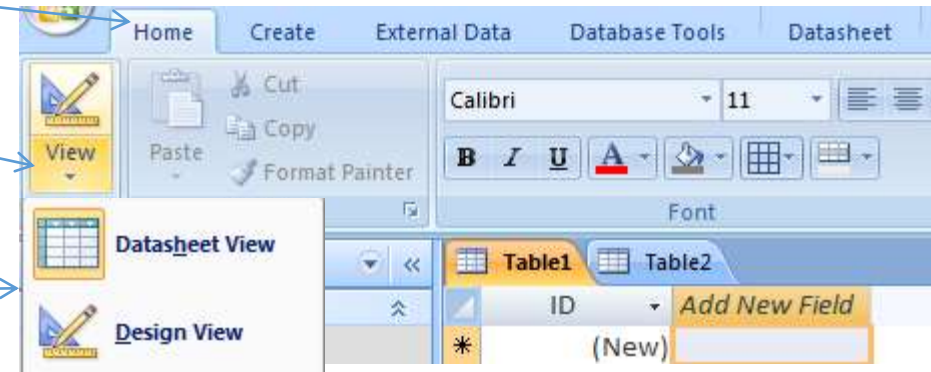 Home Create External Data Database Tools Datasheet
View
Paste
Cut
Copy
Format Painter
Calibri 11
B I U A
Font
Datasheet View
Design View
Table1 Table2
ID Add New Field
* (New)